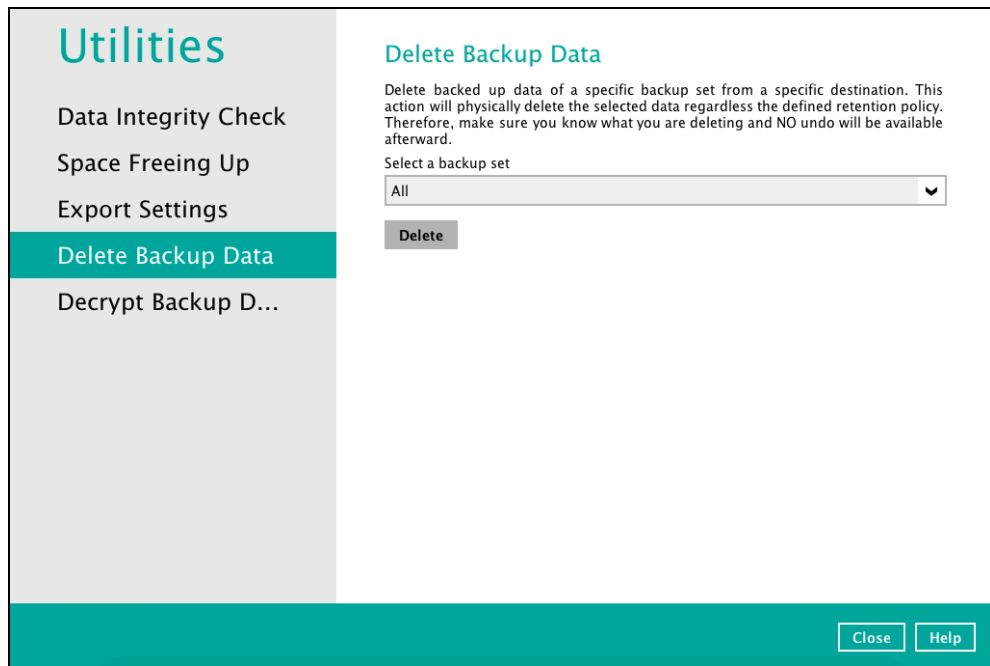 Utilities
Data Integrity Check
Space Freeing Up
Export Settings
Delete Backup Data
Decrypt Backup D...
Delete Backup Data
Delete backed up data of a specific backup set from a specific destination. This
action will physically delete the selected data regardless the defined retention policy.
Therefore, make sure you know what you are deleting and NO undo will be available
afterward.
Select a backup set
All
Delete
Close
Help